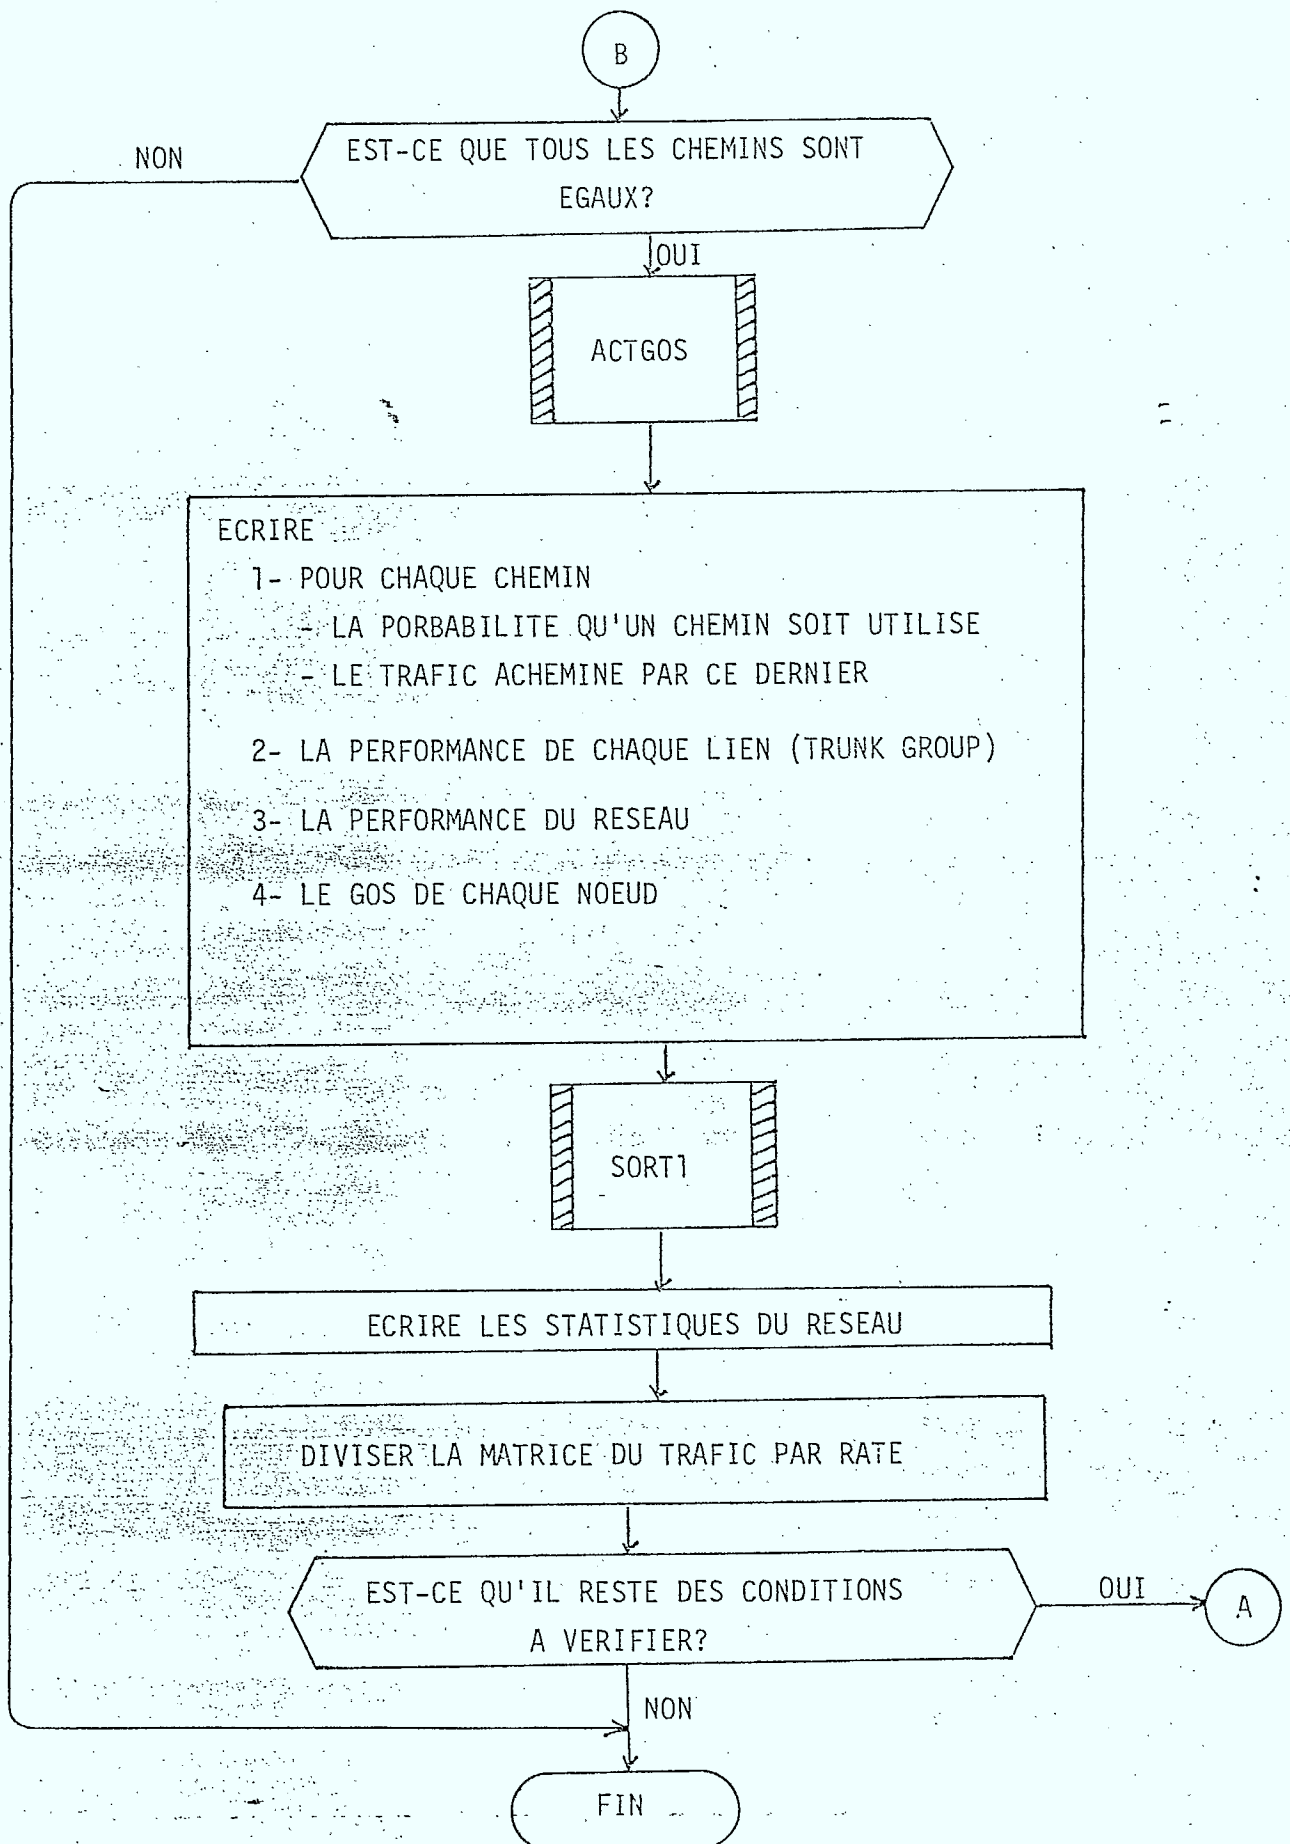 B
EST-CE QUE TOUS LES CHEMINS SONT
EGAUX?
NON
OUI
ACTGOS
ECRIRE
1- POUR CHAQUE CHEMIN
- LA PORBABILITE QU'UN CHEMIN SOIT UTILISE
- LE TRAFIC ACHEMINE PAR CE DERNIER
2- LA PERFORMANCE DE CHAQUE LIEN (TRUNK GROUP)
3- LA PERFORMANCE DU RESEAU
4- LE GOS DE CHAQUE NOEUD
SORT1
ECRIRE LES STATISTIQUES DU RESEAU
DIVISER LA MATRICE DU TRAFIC PAR RATE
EST-CE QU'IL RESTE DES CONDITIONS
A VERIFIER?
OUI
A
NON
FIN